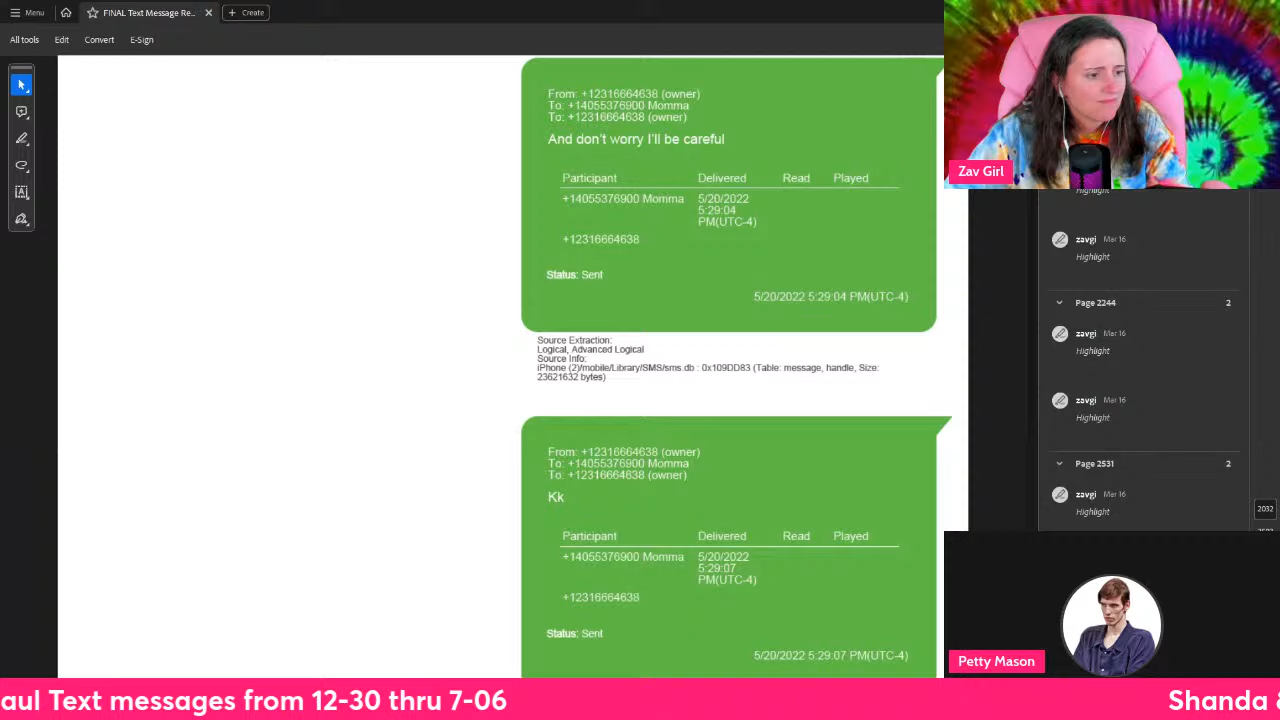 Menu
FINAL Text Message Re...
Create
All tools
Edit
Convert
E-Sign
From: +12316664638 (owner)
To: +14055376900 Momma
To: +12316664638 (owner)
And don't worry I'll be careful
Participant Delivered Read Played
+14055376900 Momma 5/20/2022
5:29:04
PM(UTC-4)
+12316664638
Status: Sent
5/20/2022 5:29:04 PM(UTC-4)
Source Extraction:
Logical, Advanced Logical
Source Info:
iPhone (2)/mobile/Library/SMS/sms.db : 0x109DD83 (Table: message, handle, Size:
23621632 bytes)
From: +12316664638 (owner)
To: +14055376900 Momma
To: +12316664638 (owner)
Kk
Participant Delivered Read Played
+14055376900 Momma 5/20/2022
5:29:07
PM(UTC-4)
+12316664638
Status: Sent
5/20/2022 5:29:07 PM(UTC-4)
Zav Girl
Highlight
zavgi Mar 16
Highlight
Page 2244 2
zavgi Mar 16
Highlight
zavgi Mar 16
Highlight
Page 2531 2
zavgi Mar 16
Highlight
2032
Petty Mason
aul Text messages from 12-30 thru 7-06
Shanda &